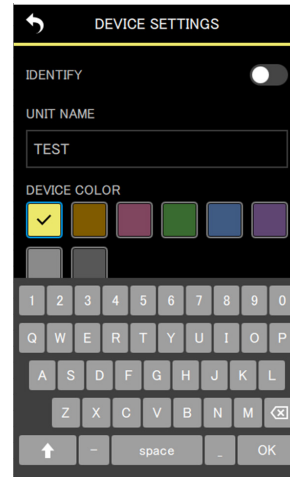 DEVICE SETTINGS
IDENTIFY
UNIT NAME
TEST
DEVICE COLOR
1 2 3 4 5 6 7 8 9 0
Q W E R T Y U I O P
A S D F G H J K L
Z X C V B N M
- space _ OK